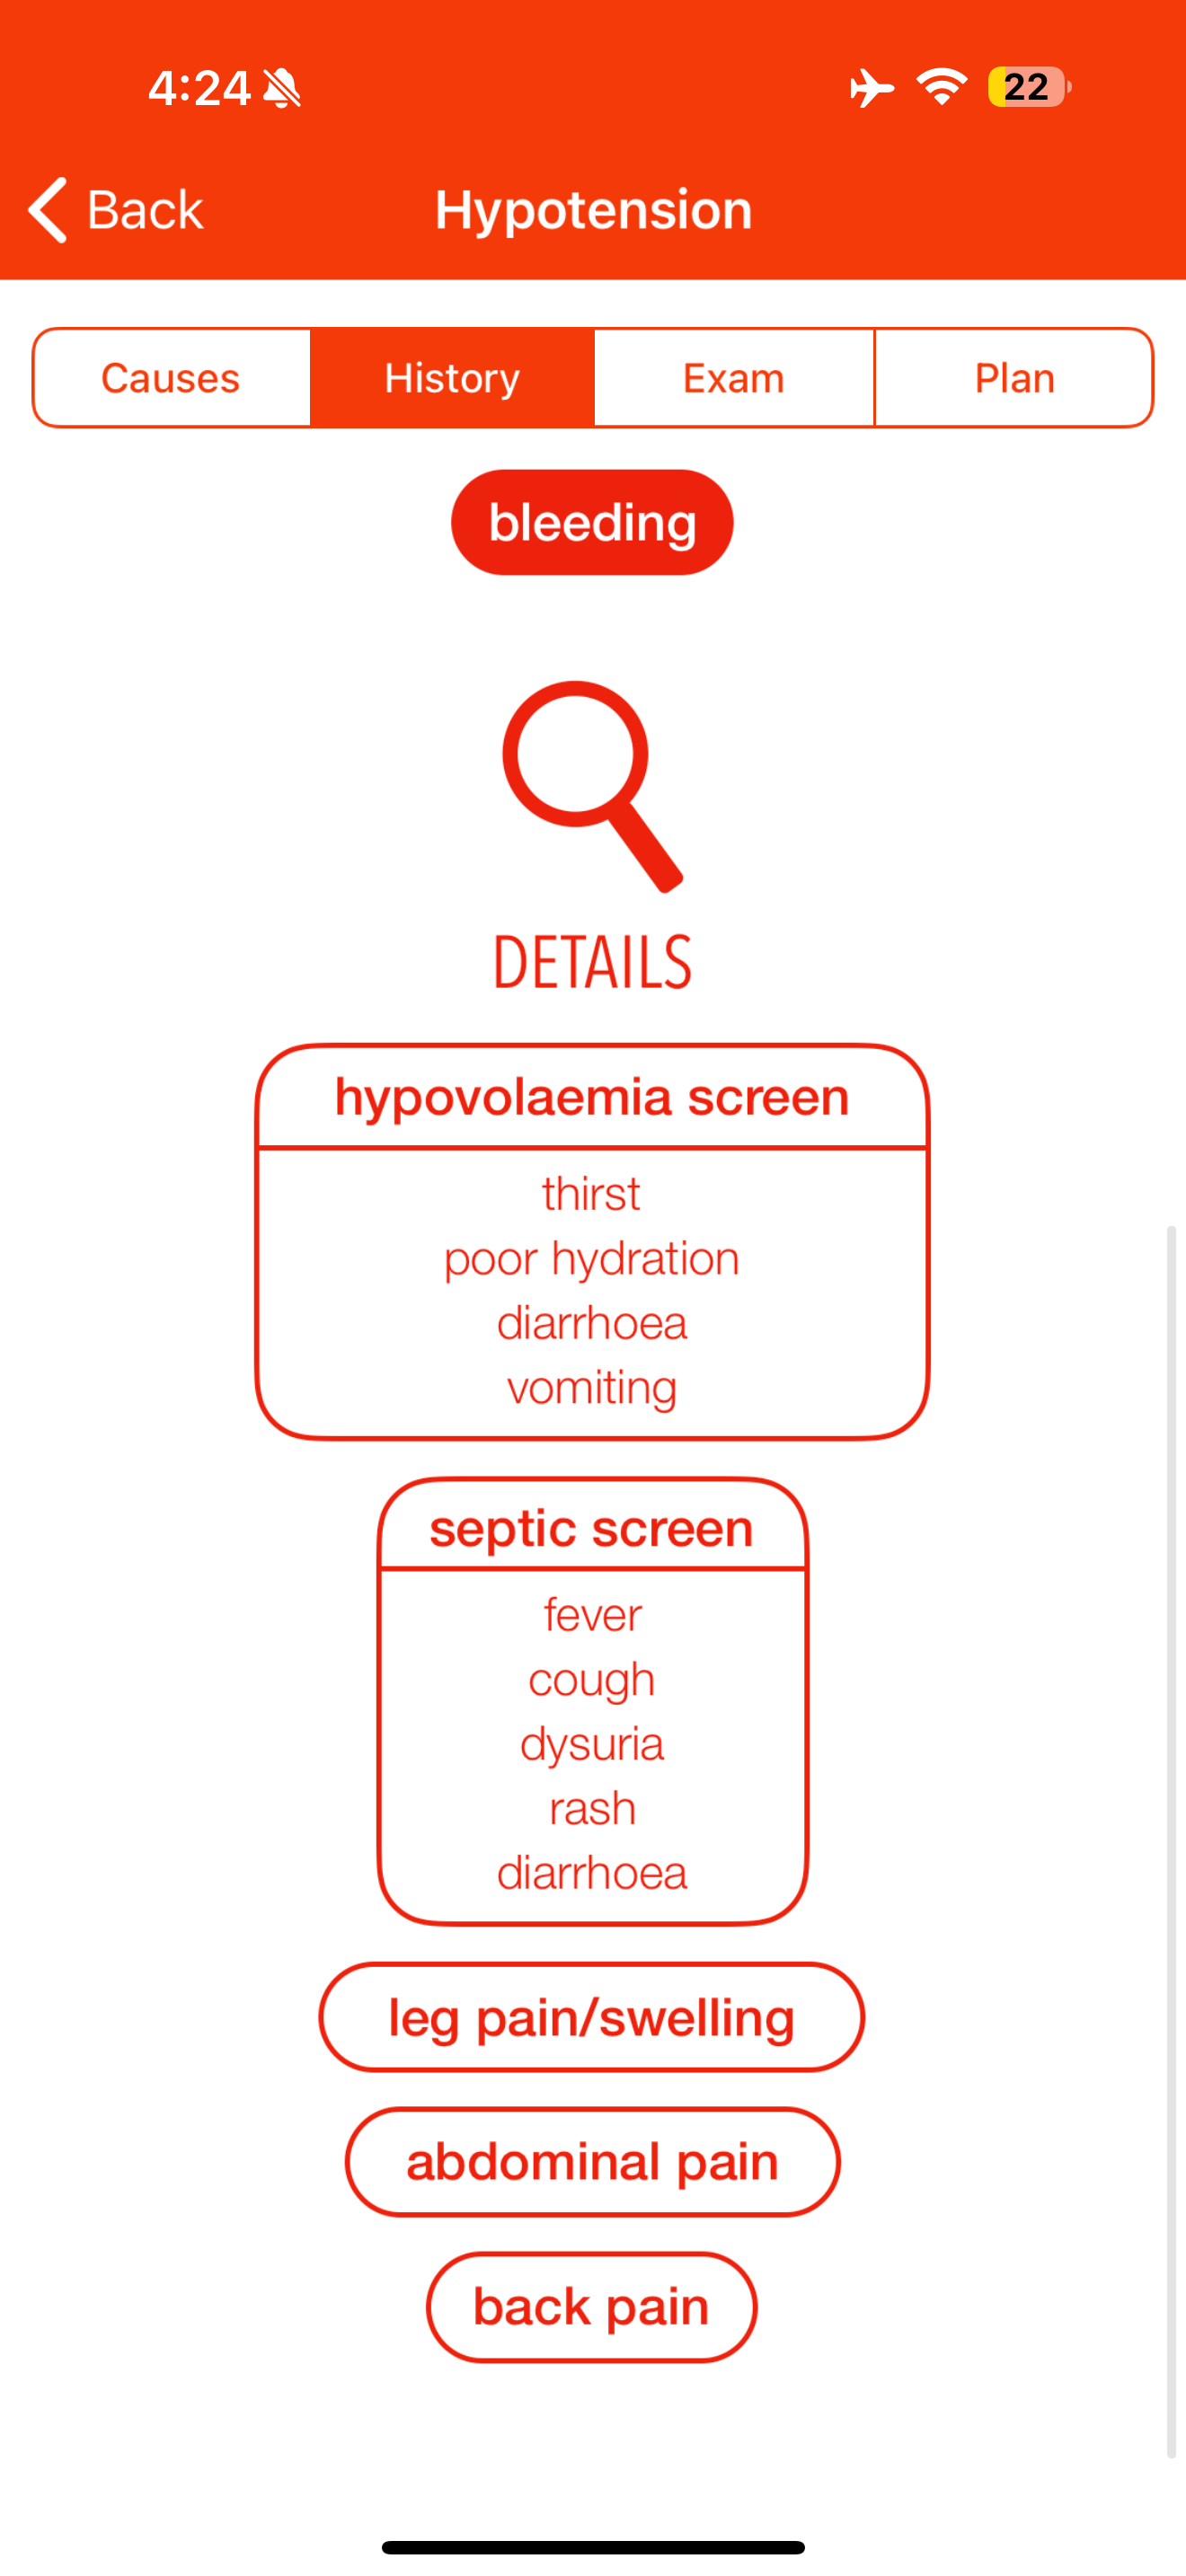 4:24
22
Back
Hypotension
Causes
History
Exam
Plan
bleeding
DETAILS
hypovolaemia screen
thirst
poor hydration
diarrhoea
vomiting
septic screen
fever
cough
dysuria
rash
diarrhoea
leg pain/swelling
abdominal pain
back pain